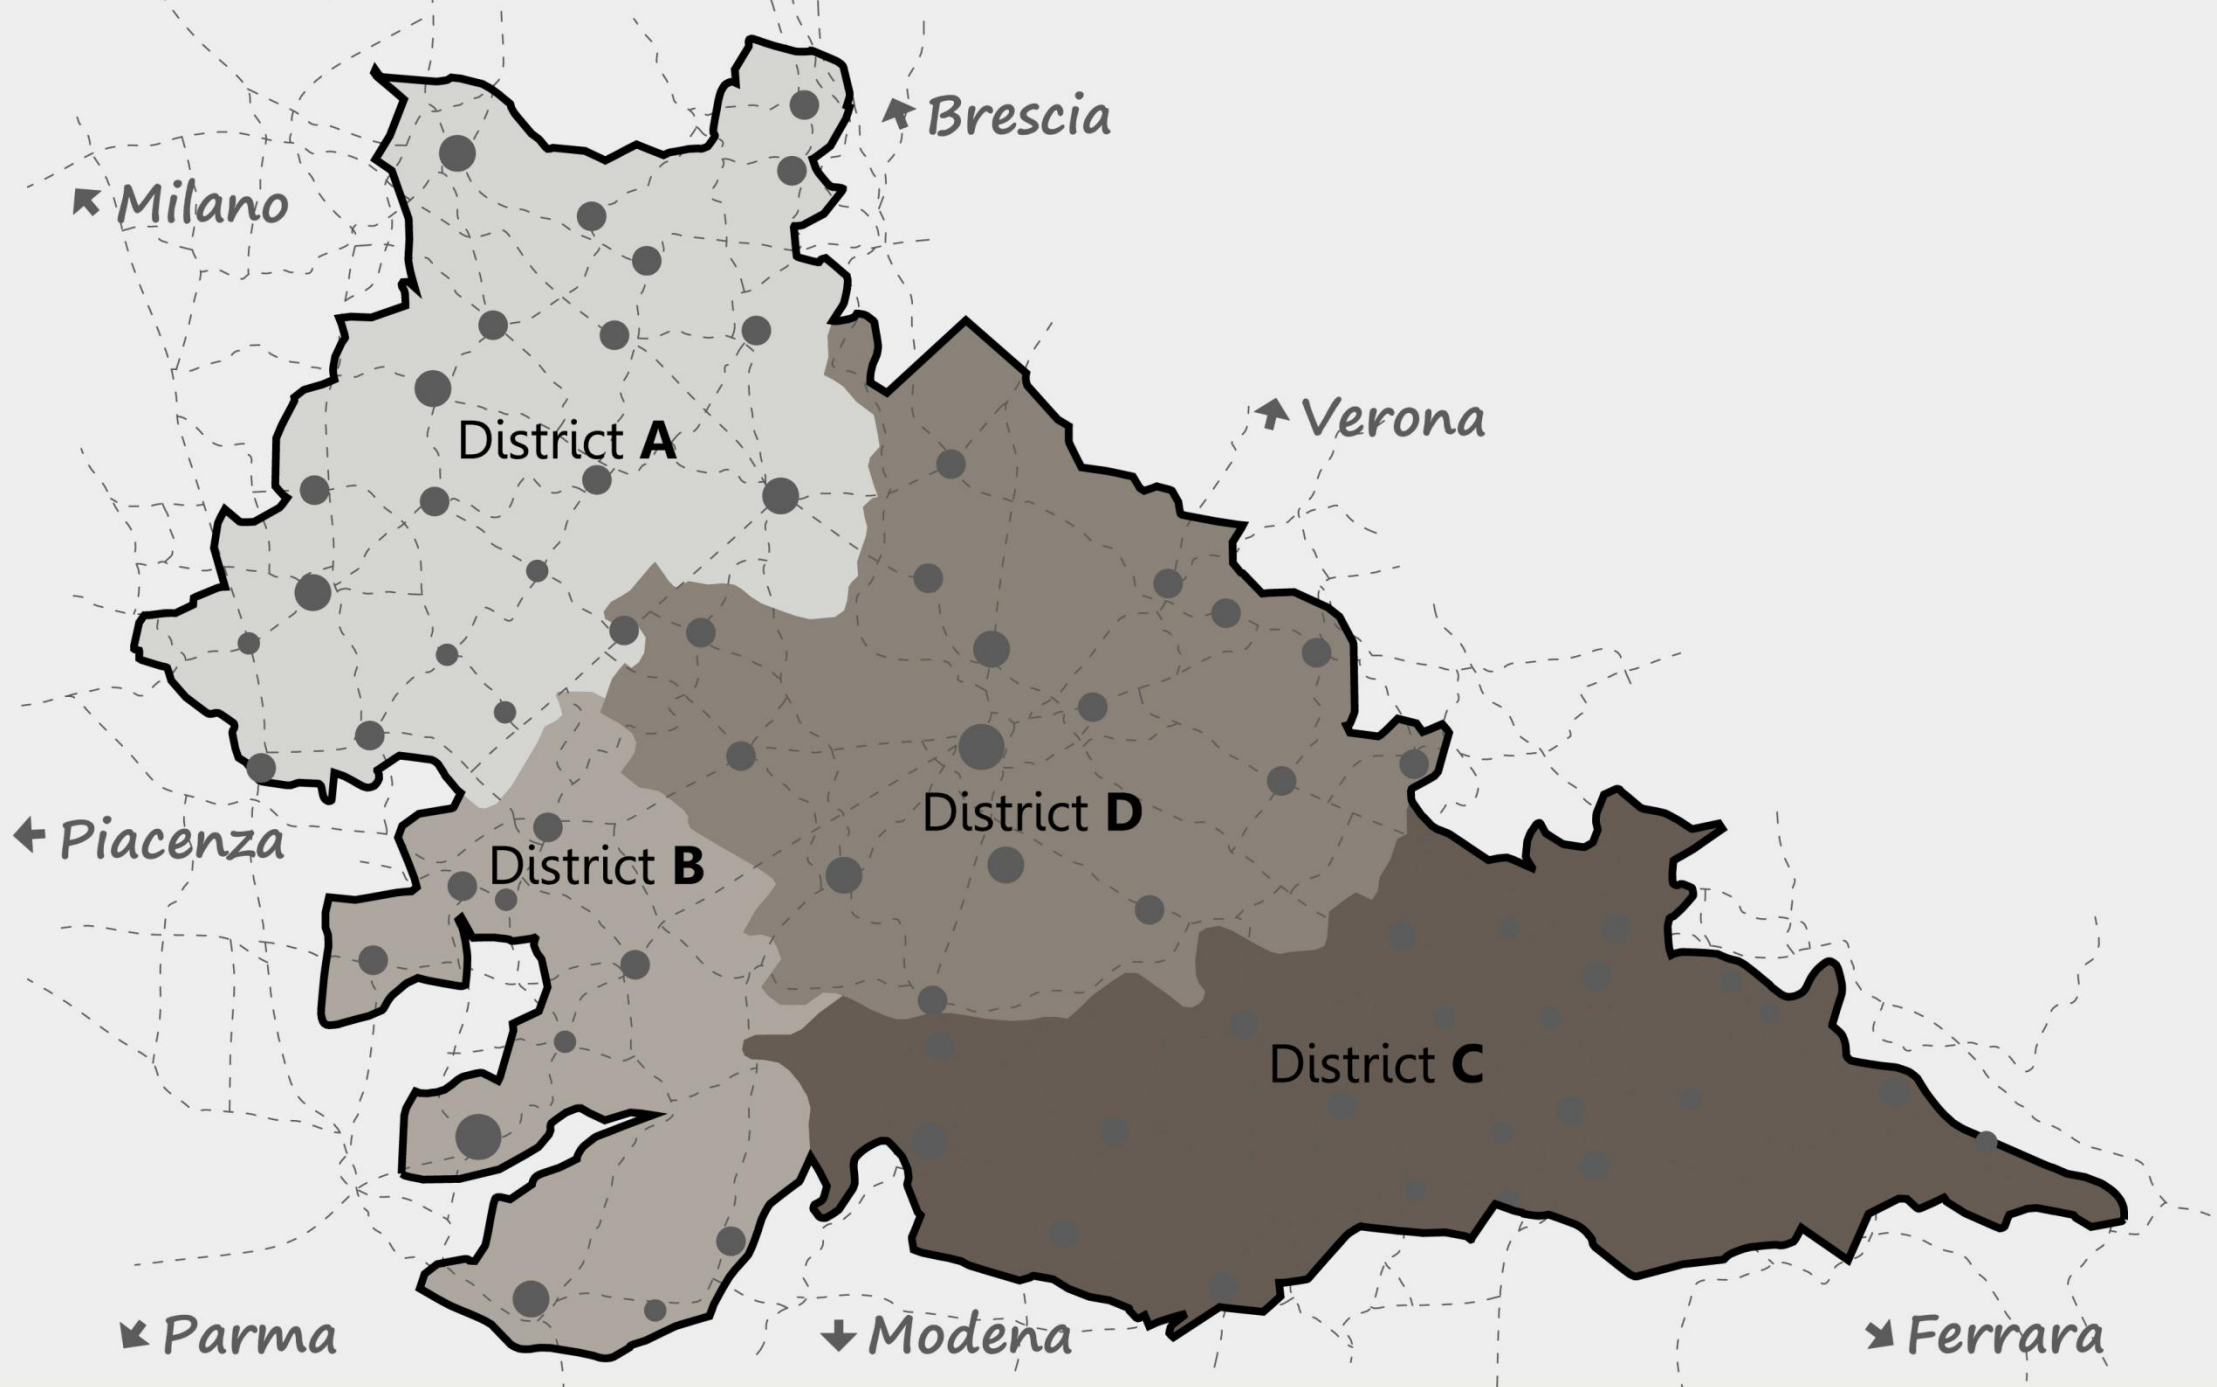 Brescia
Milano
Verona
District A
District D
Piacenza
District B
District C
Parma
Modena
Ferrara